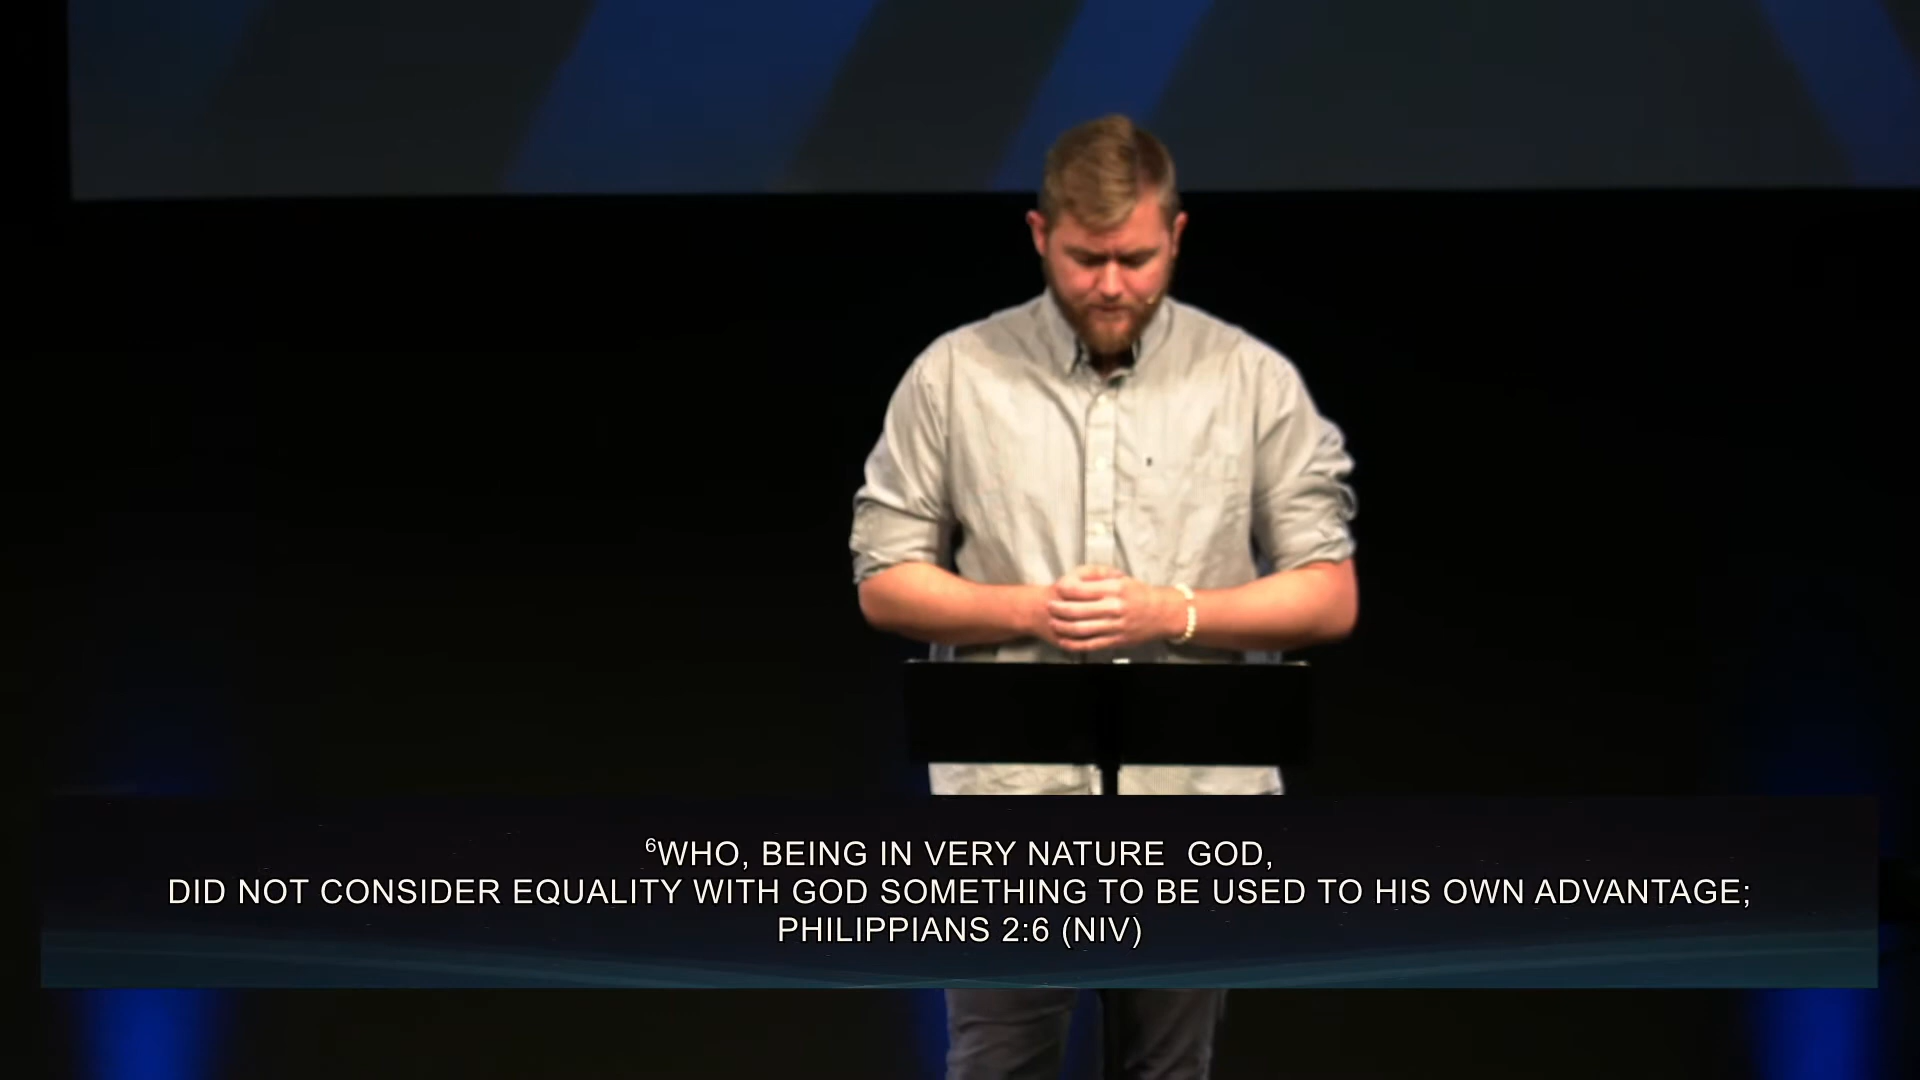 ⁶WHO, BEING IN VERY NATURE GOD,
DID NOT CONSIDER EQUALITY WITH GOD SOMETHING TO BE USED TO HIS OWN ADVANTAGE;
PHILIPPIANS 2:6 (NIV)